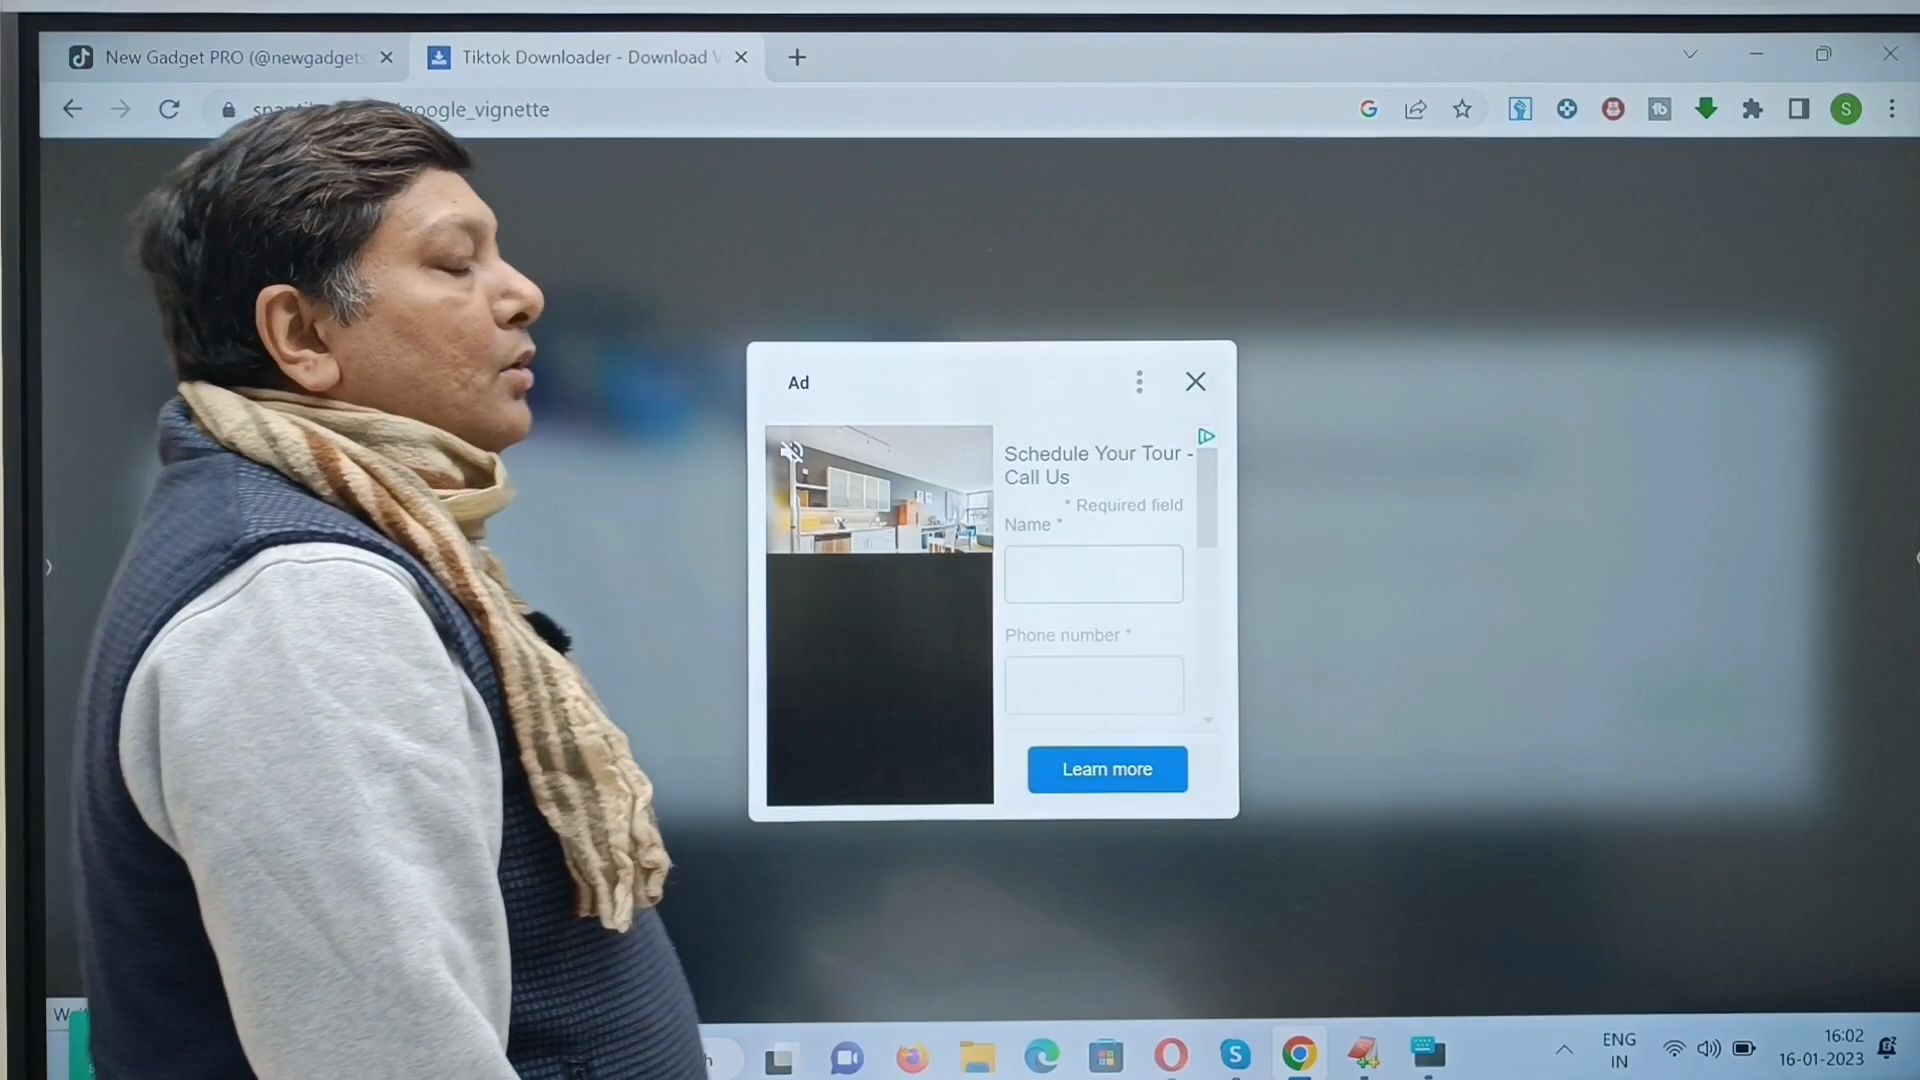 New Gadget PRO (@newgadgets
Tiktok Downloader - Download V
google_vignette
S
Ad
Schedule Your Tour -
Call Us
* Required field
Name *
Phone number *
Learn more
ENG
IN
16:02
16-01-2023